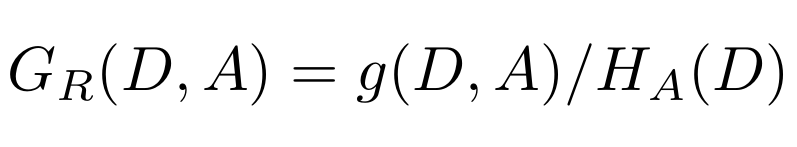 G_R(D, A) = g(D, A)/H_A(D)